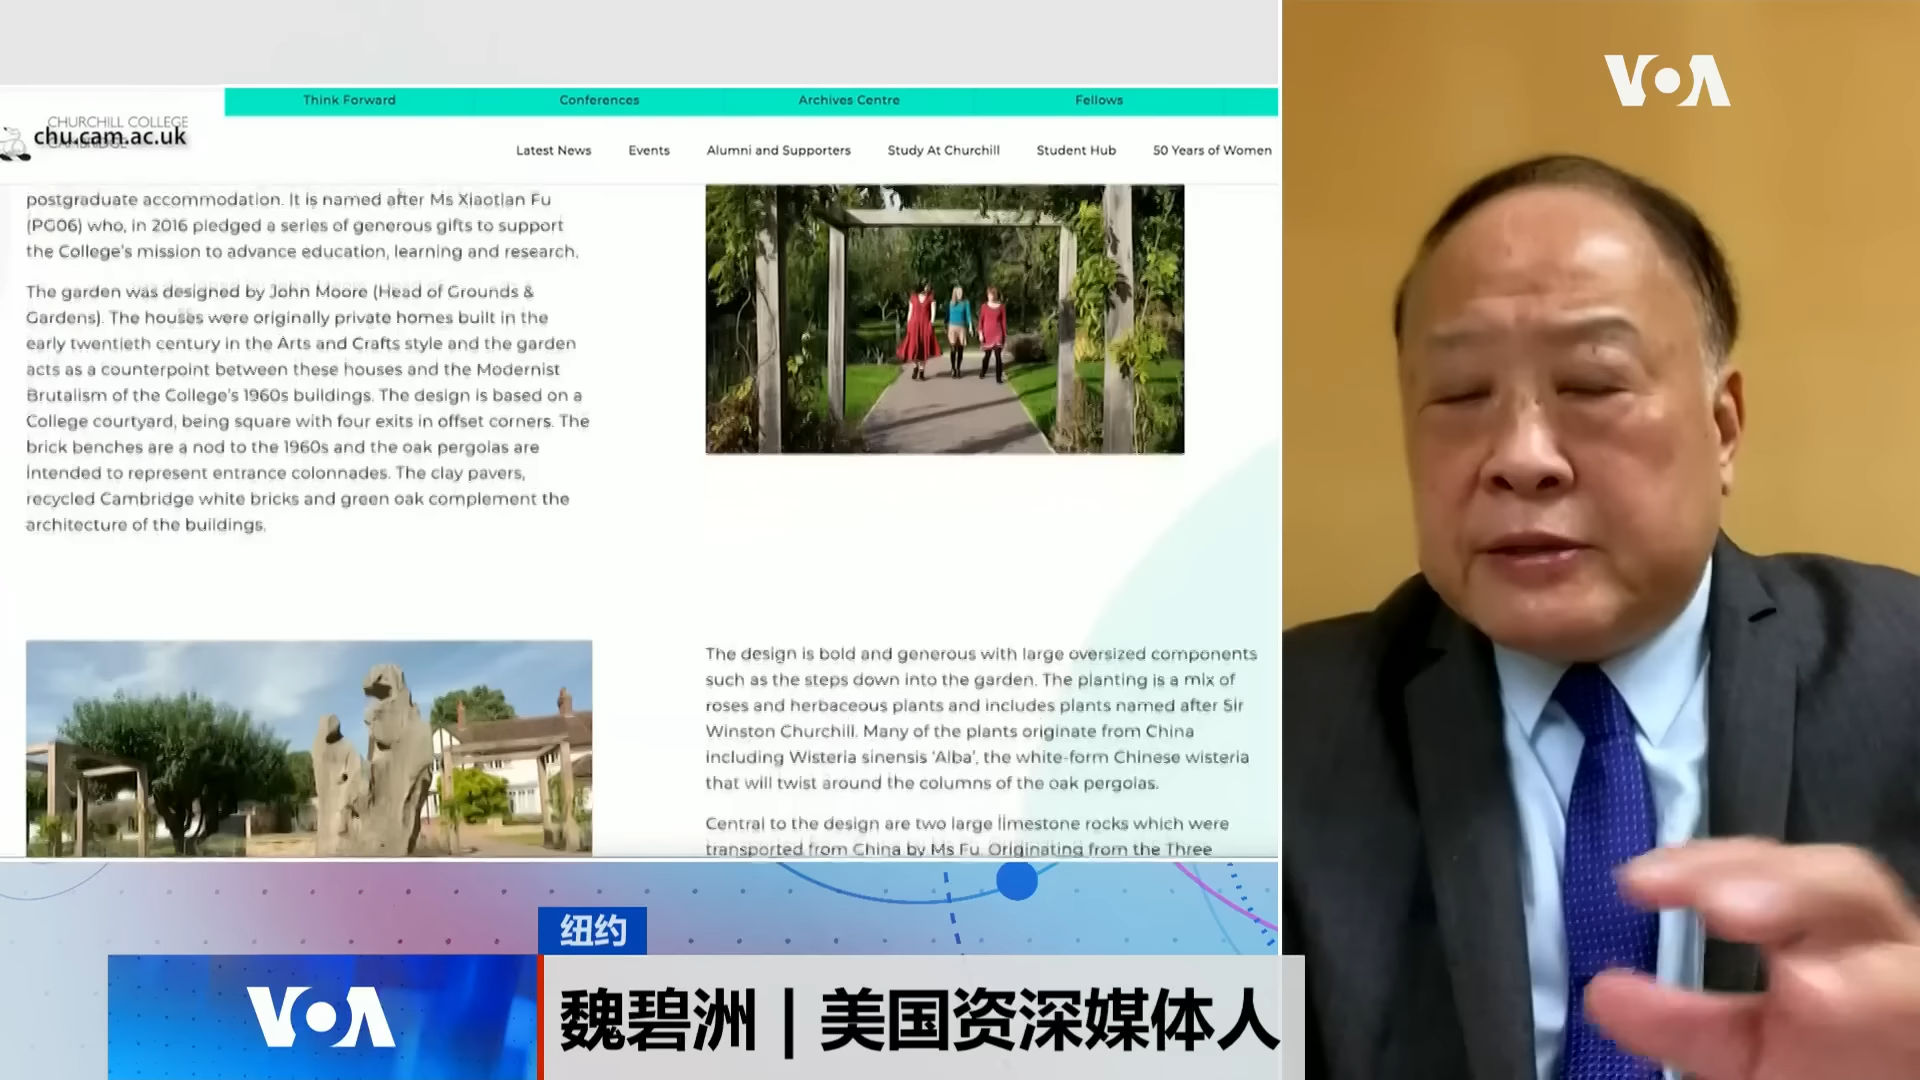 Think Forward
Conferences
Archives Centre
Fellows
CHURCHILL COLLEGE
CAMBRIDGE
chu.cam.ac.uk
Latest News
Events
Alumni and Supporters
Study At Churchill
Student Hub
50 Years of Women
postgraduate accommodation. It is named after Ms Xiaotian Fu
(PG06) who, in 2016 pledged a series of generous gifts to support
the College's mission to advance education, learning and research.
The garden was designed by John Moore (Head of Grounds &
Gardens). The houses were originally private homes built in the
early twentieth century in the Arts and Crafts style and the garden
acts as a counterpoint between these houses and the Modernist
Brutalism of the College's 1960s buildings. The design is based on a
College courtyard, being square with four exits in offset corners. The
brick benches are a nod to the 1960s and the oak pergolas are
intended to represent entrance colonnades. The clay pavers,
recycled Cambridge white bricks and green oak complement the
architecture of the buildings.
The design is bold and generous with large oversized components
such as the steps down into the garden. The planting is a mix of
roses and herbaceous plants and includes plants named after Sir
Winston Churchill. Many of the plants originate from China
including Wisteria sinensis 'Alba', the white-form Chinese wisteria
that will twist around the columns of the oak pergolas.
Central to the design are two large limestone rocks which were
transported from China by Ms Fu. Originating from the Three
VOA
纽约
VOA
魏碧洲｜美国资深媒体人